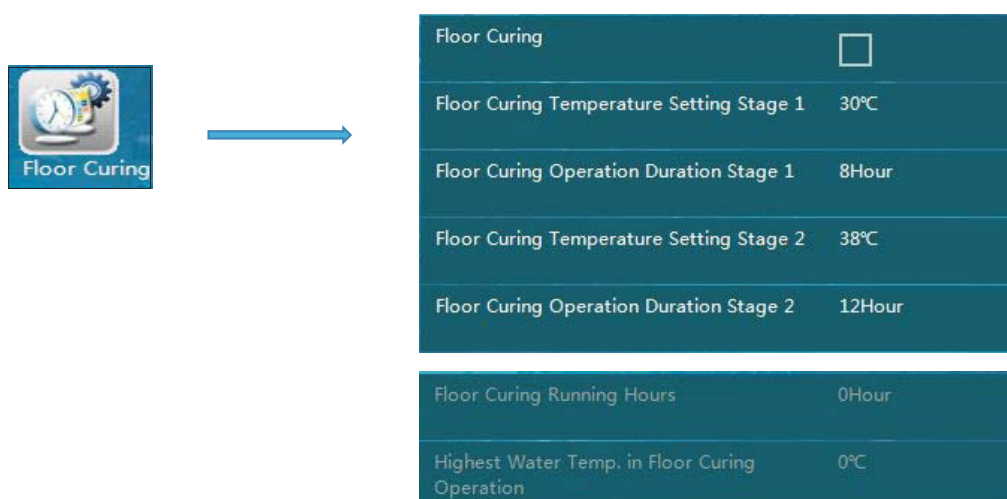 Floor Curing
Floor Curing
Floor Curing Temperature Setting Stage 1 30℃
Floor Curing Operation Duration Stage 1 8Hour
Floor Curing Temperature Setting Stage 2 38℃
Floor Curing Operation Duration Stage 2 12Hour
Floor Curing Running Hours 0Hour
Highest Water Temp. in Floor Curing 0℃
Operation